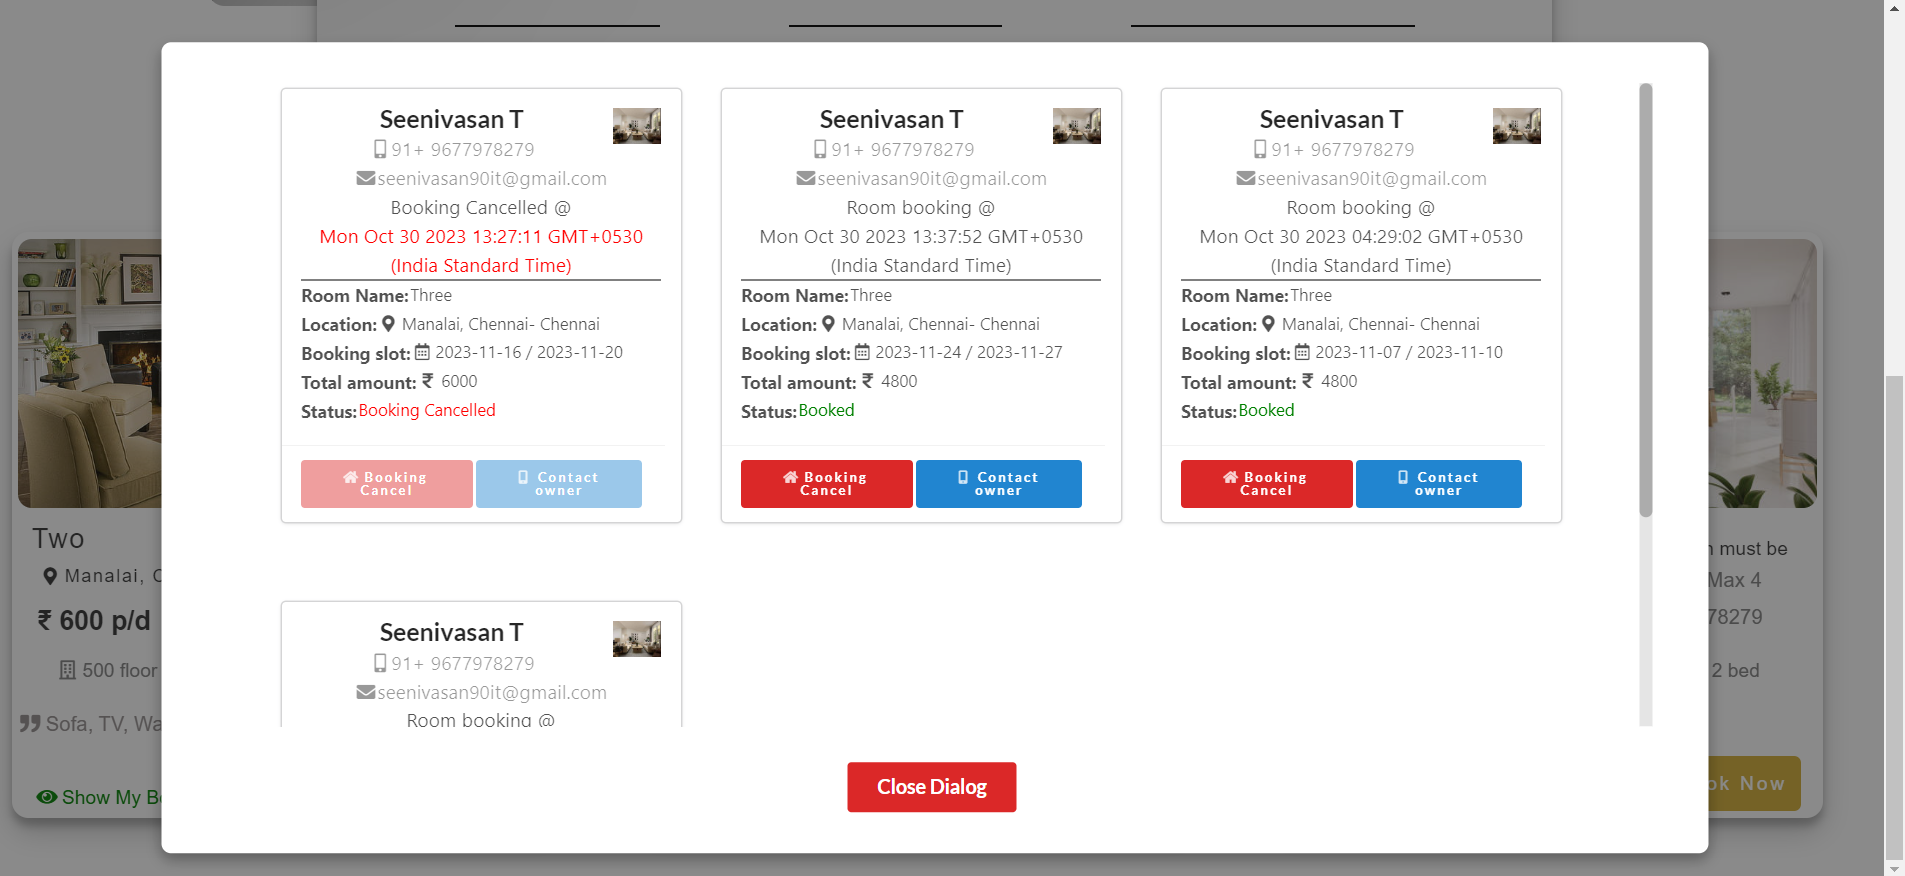 Seenivasan T
91+ 9677978279
seenivasan90it@gmail.com
Booking Cancelled @
Mon Oct 30 2023 13:27:11 GMT+0530
(India Standard Time)
Room Name:Three
Location: Manalai, Chennai- Chennai
Booking slot: 2023-11-16 / 2023-11-20
Total amount: ₹ 6000
Status:Booking Cancelled
Booking
Cancel
Contact
owner
Seenivasan T
91+ 9677978279
seenivasan90it@gmail.com
Room booking @
Mon Oct 30 2023 13:37:52 GMT+0530
(India Standard Time)
Room Name:Three
Location: Manalai, Chennai- Chennai
Booking slot: 2023-11-24 / 2023-11-27
Total amount: ₹ 4800
Status:Booked
Booking
Cancel
Contact
owner
Seenivasan T
91+ 9677978279
seenivasan90it@gmail.com
Room booking @
Mon Oct 30 2023 04:29:02 GMT+0530
(India Standard Time)
Room Name:Three
Location: Manalai, Chennai- Chennai
Booking slot: 2023-11-07 / 2023-11-10
Total amount: ₹ 4800
Status:Booked
Booking
Cancel
Contact
owner
Seenivasan T
91+ 9677978279
seenivasan90it@gmail.com
Room booking @
Close Dialog
Two
Manalai,
₹ 600 p/d
500 floor
Sofa, TV,
Show My
must be
Max 4
78279
2 bed
Now